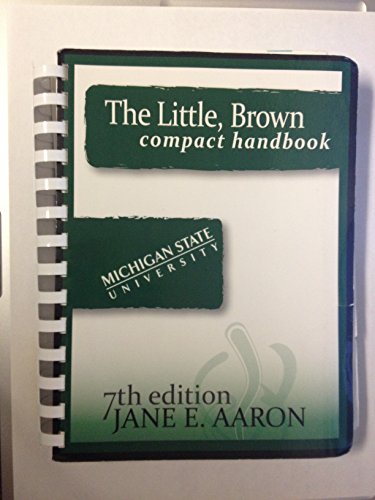 The Little, Brown
compact handbook
MICHIGAN STATE
UNIVERSITY
7th edition
JANE E. AARON